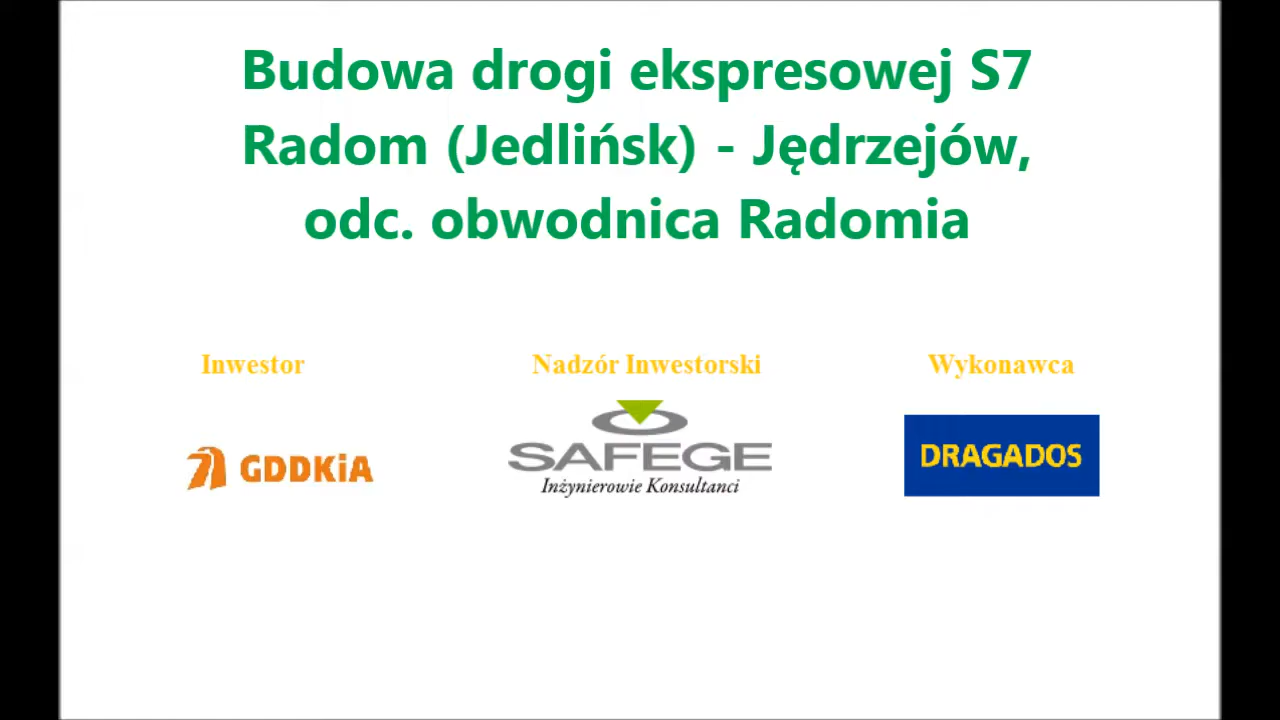 Budowa drogi ekspresowej S7
Radom (Jedlińsk) - Jędrzejów,
odc. obwodnica Radomia
Inwestor
Nadzór Inwestorski
Wykonawca
GDDKiA
SAFEGE
Inżynierowie Konsultanci
DRAGADOS